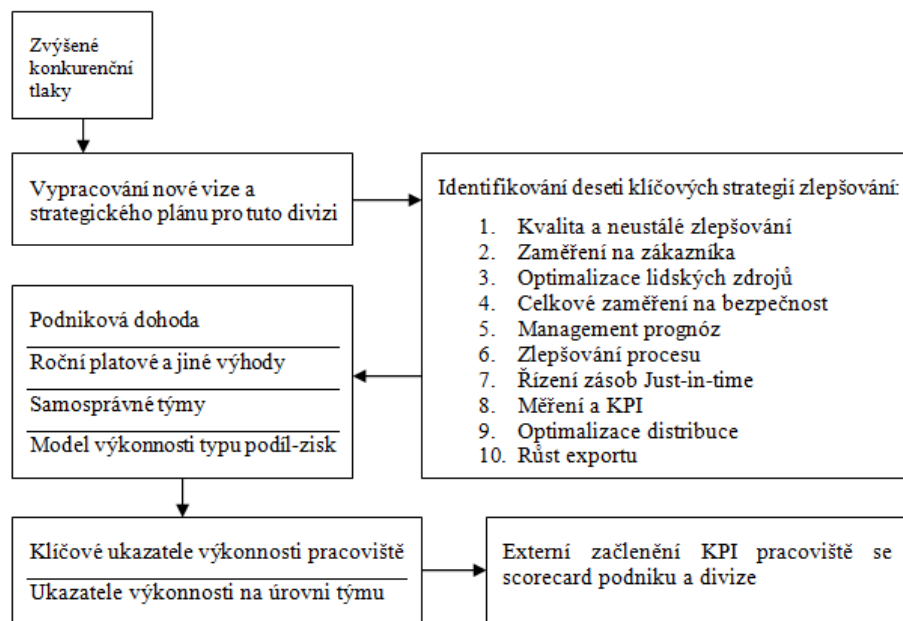 Zvýšené
konkurenční
tlaky
Vypracování nové vize a
strategického plánu pro tuto divizi
Identifikování deseti klíčových strategií zlepšování:
1. Kvalita a neustálé zlepšování
2. Zaměření na zákazníka
3. Optimalizace lidských zdrojů
4. Celkové zaměření na bezpečnost
5. Management prognóz
6. Zlepšování procesu
7. Řízení zásob Just-in-time
8. Měření a KPI
9. Optimalizace distribuce
10. Růst exportu
Podniková dohoda
Roční platové a jiné výhody
Samosprávné týmy
Model výkonnosti typu podíl-zisk
Klíčové ukazatele výkonnosti pracoviště
Ukazatele výkonnosti na úrovni týmu
Externí začlenění KPI pracoviště se
scorecard podniku a divize